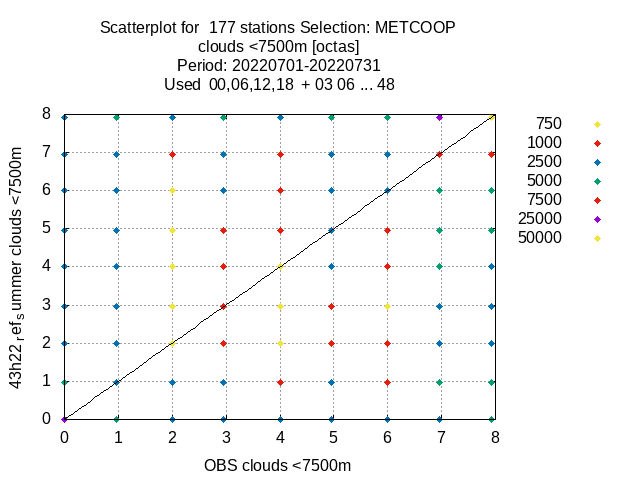 Scatterplot for 177 stations Selection: METCOOP
clouds <7500m [octas]
Period: 20220701-20220731
Used 00,06,12,18 + 03 06 ... 48
8
7
6
5
4
3
2
1
0
43h22ref summer clouds <7500m
0 1 2 3 4 5 6 7 8
OBS clouds <7500m
750
1000
2500
5000
7500
25000
50000